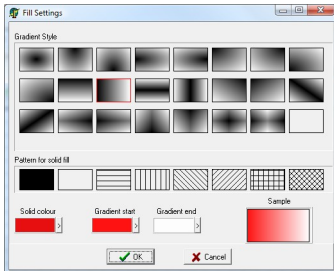 Fill Settings
Gradient Style
Pattern for solid fill
Solid colour
Gradient start
Gradient end
Sample
OK
Cancel